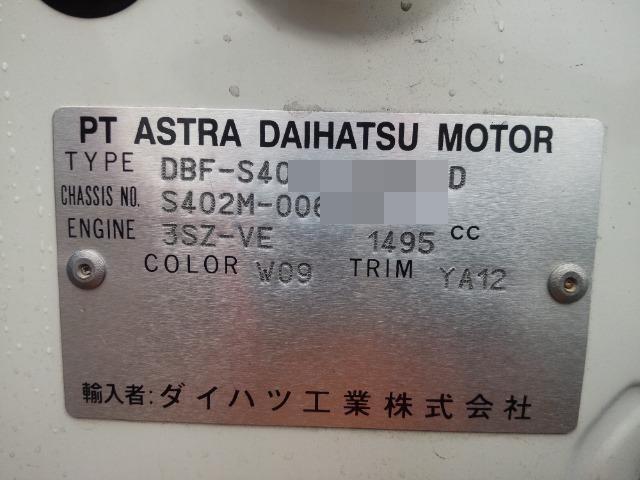 PT ASTRA DAIHATSU MOTOR
TYPE DBF-S40 D
CHASSIS NO. S402M-006
ENGINE 3SZ-VE 1495 CC
COLOR W09 TRIM YA12
輸入者:ダイハツ工業株式会社